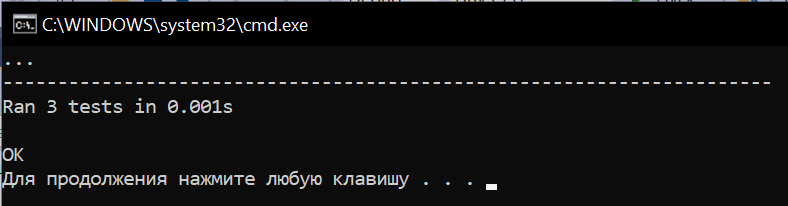 C:\WINDOWS\system32\cmd.exe
...
----------------------------------------------------------------------
Ran 3 tests in 0.001s
OK
Для продолжения нажмите любую клавишу . . .